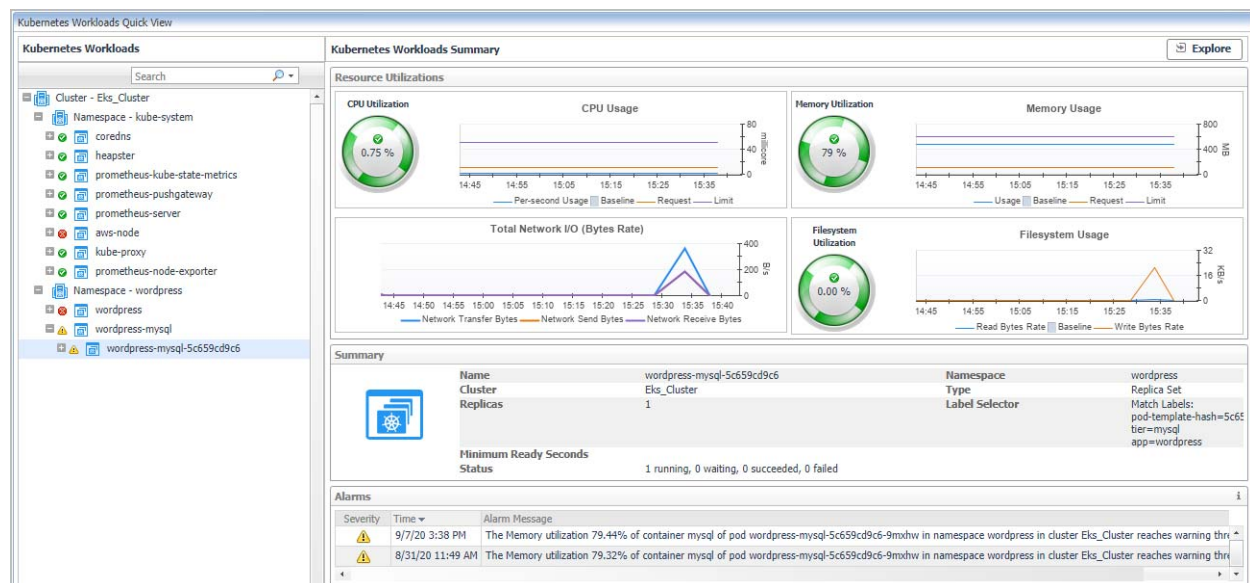 Kubernetes Workloads Quick View
Kubernetes Workloads
Search
Cluster - Eks_Cluster
Namespace - kube-system
coredns
heapster
prometheus-kube-state-metrics
prometheus-pushgateway
prometheus-server
aws-node
kube-proxy
prometheus-node-exporter
Namespace - wordpress
wordpress
wordpress-mysql
wordpress-mysql-5c659cd9c6
Kubernetes Workloads Summary
Explore
Resource Utilizations
CPU Utilization
0.75 %
CPU Usage
80
40
0
millicore
14:45 14:55 15:05 15:15 15:25 15:35
Per-second Usage Baseline Request Limit
Memory Utilization
79 %
Memory Usage
800
400
0
MB
14:45 14:55 15:05 15:15 15:25 15:35
Usage Baseline Request Limit
Total Network I/O (Bytes Rate)
400
200
0
B/s
14:45 14:50 14:55 15:00 15:05 15:10 15:15 15:20 15:25 15:30 15:35 15:40
Network Transfer Bytes Network Send Bytes Network Receive Bytes
Filesystem
Utilization
0.00 %
Filesystem Usage
32
16
0
KB/s
14:45 14:55 15:05 15:15 15:25 15:35
Read Bytes Rate Baseline Write Bytes Rate
Summary
Name wordpress-mysql-5c659cd9c6 Namespace wordpress
Cluster Eks_Cluster Type Replica Set
Replicas 1 Label Selector Match Labels:
pod-template-hash=5c65
tier=mysql
app=wordpress
Minimum Ready Seconds
Status 1 running, 0 waiting, 0 succeeded, 0 failed
Alarms
i
Severity Time Alarm Message
9/7/20 3:38 PM The Memory utilization 79.44% of container mysql of pod wordpress-mysql-5c659cd9c6-9mxhw in namespace wordpress in cluster Eks_Cluster reaches warning thre
8/31/20 11:49 AM The Memory utilization 79.32% of container mysql of pod wordpress-mysql-5c659cd9c6-9mxhw in namespace wordpress in cluster Eks_Cluster reaches warning thre